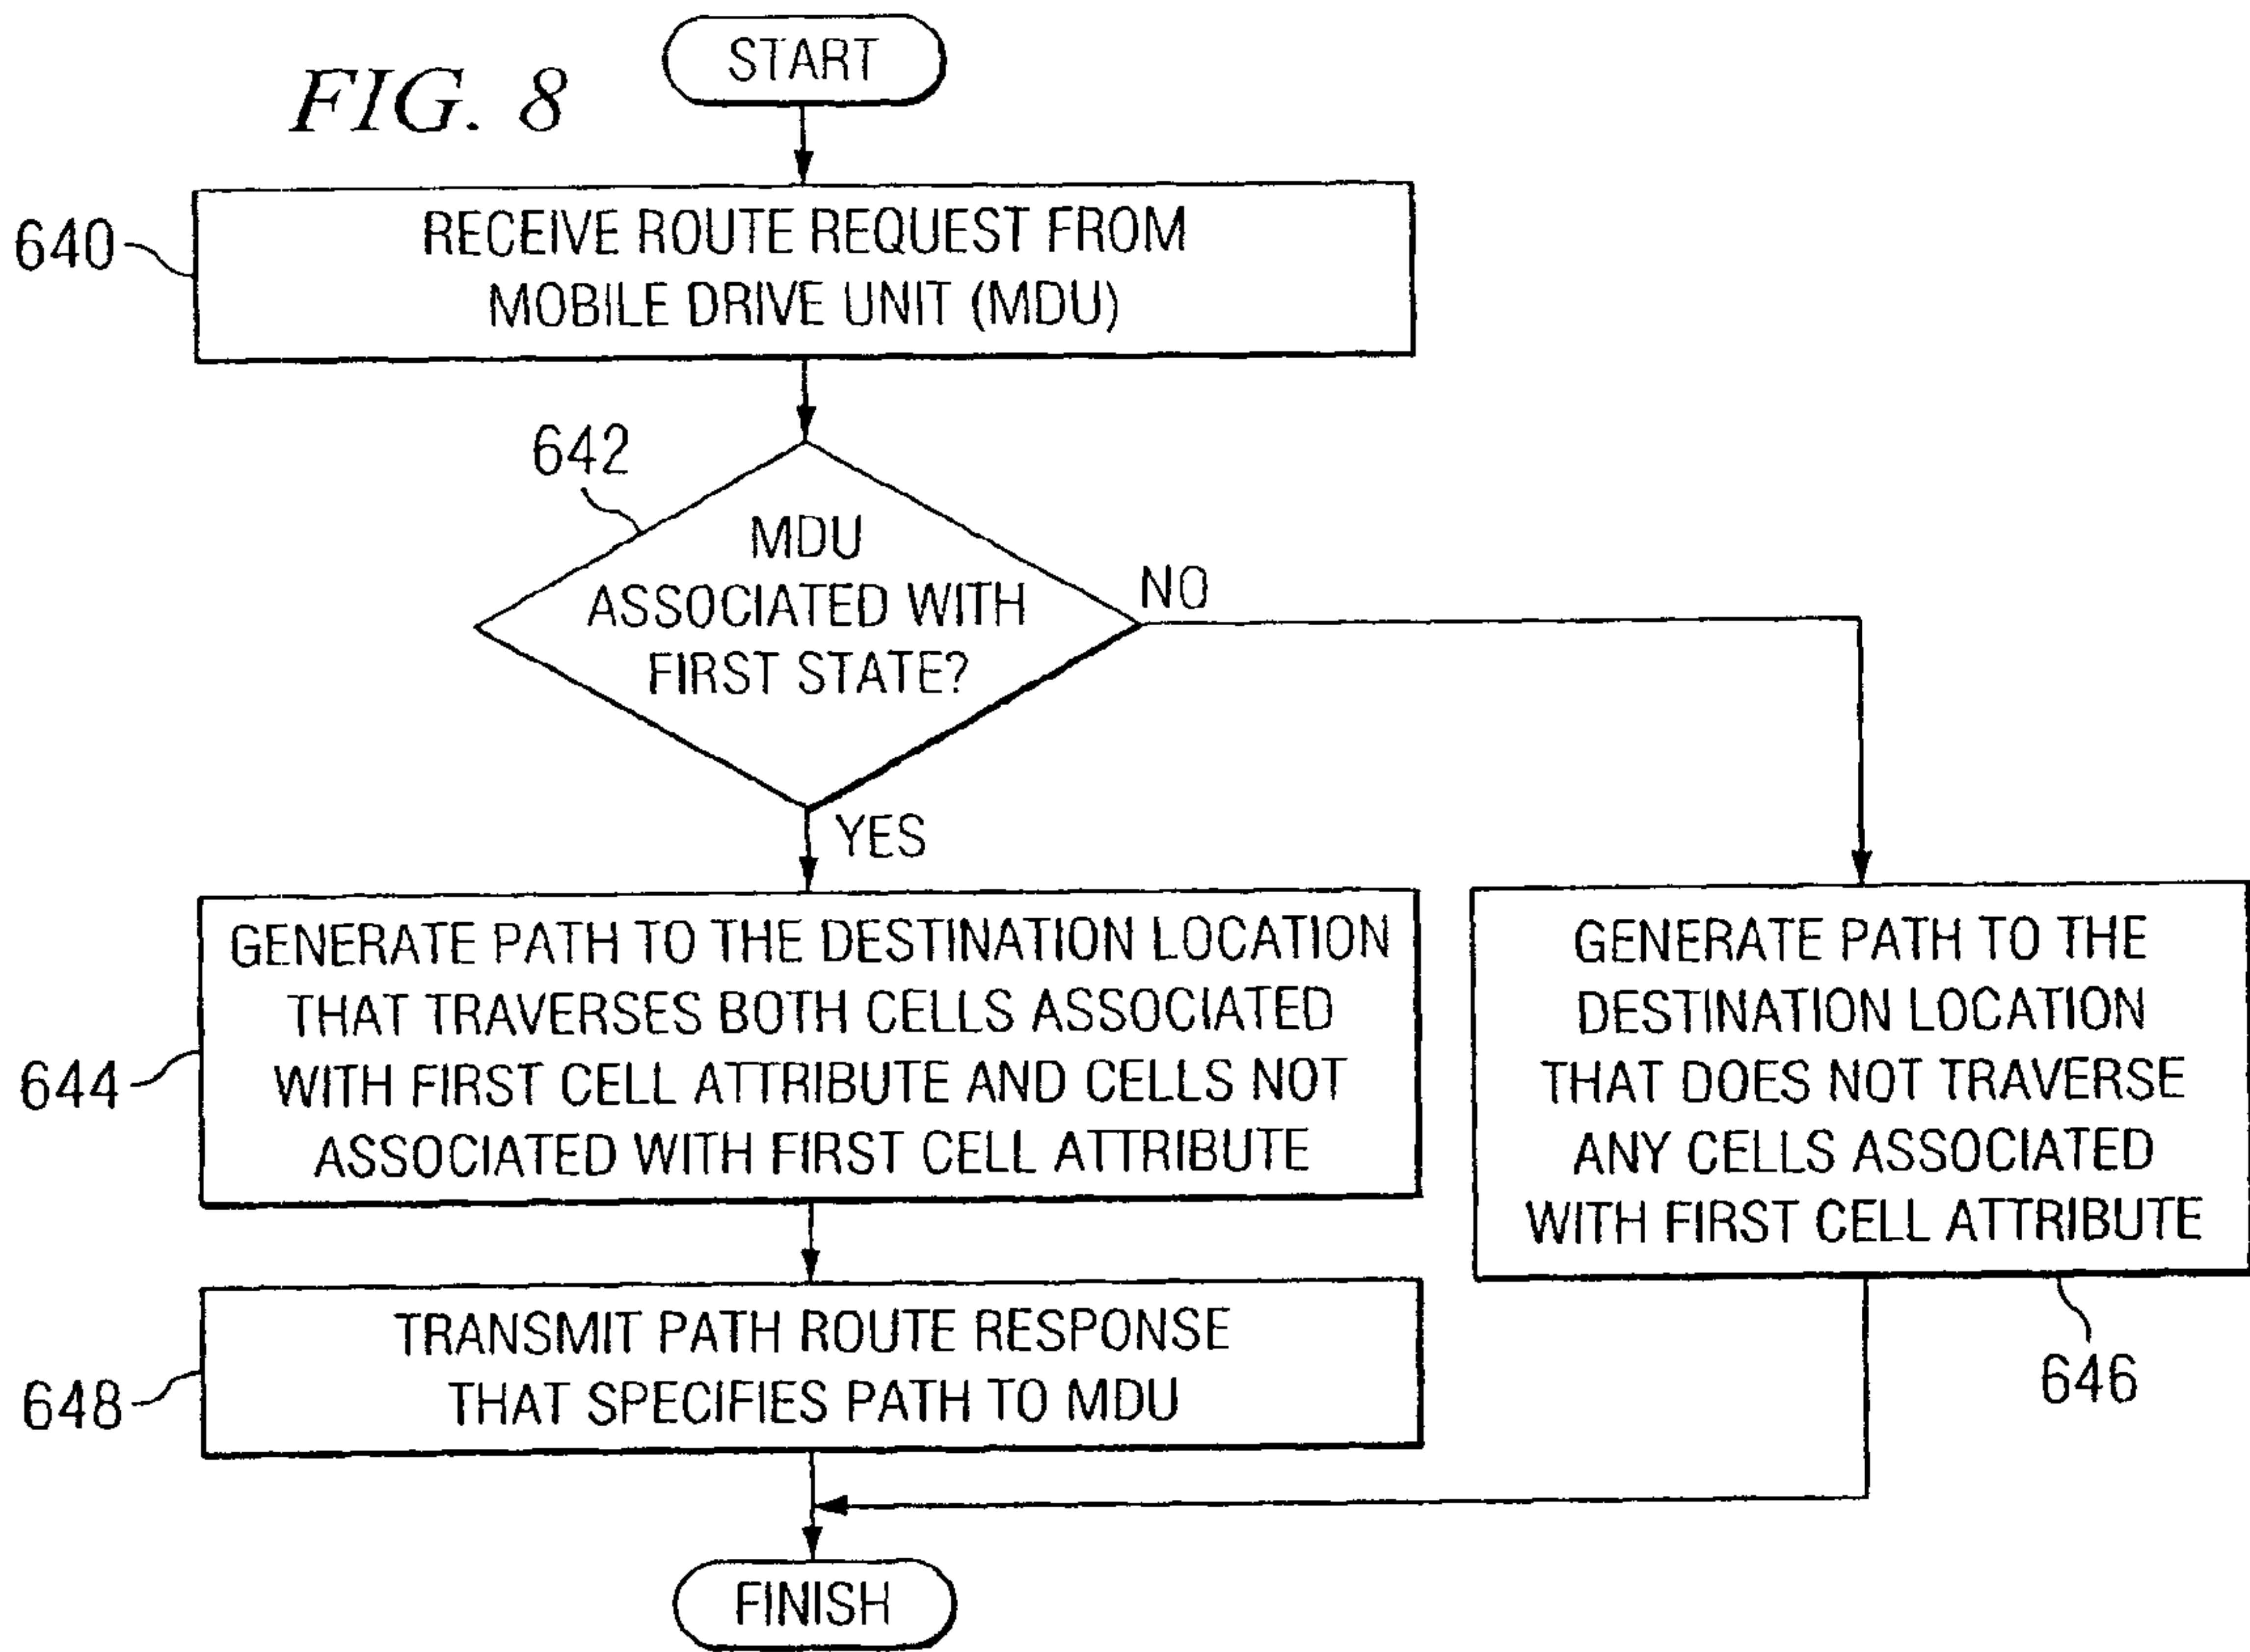 FIG. 8
START
640
RECEIVE ROUTE REQUEST FROM
MOBILE DRIVE UNIT (MDU)
642
MDU
ASSOCIATED WITH
FIRST STATE?
NO
YES
644
GENERATE PATH TO THE DESTINATION LOCATION
THAT TRAVERSES BOTH CELLS ASSOCIATED
WITH FIRST CELL ATTRIBUTE AND CELLS NOT
ASSOCIATED WITH FIRST CELL ATTRIBUTE
GENERATE PATH TO THE
DESTINATION LOCATION
THAT DOES NOT TRAVERSE
ANY CELLS ASSOCIATED
WITH FIRST CELL ATTRIBUTE
646
648
TRANSMIT PATH ROUTE RESPONSE
THAT SPECIFIES PATH TO MDU
FINISH